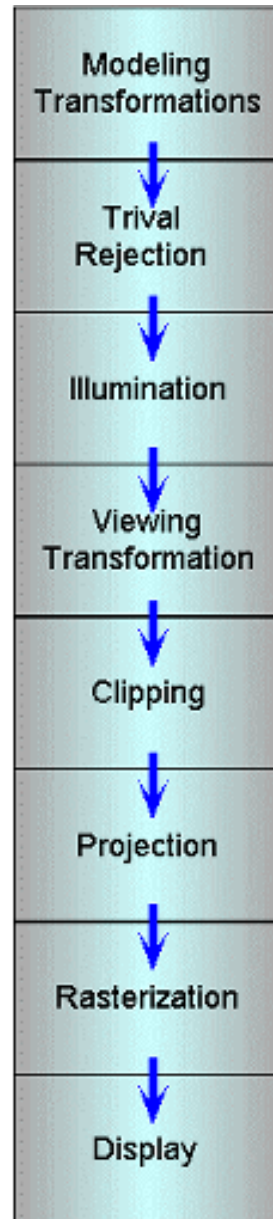 Modeling
Transformations
Trival
Rejection
Illumination
Viewing
Transformation
Clipping
Projection
Rasterization
Display